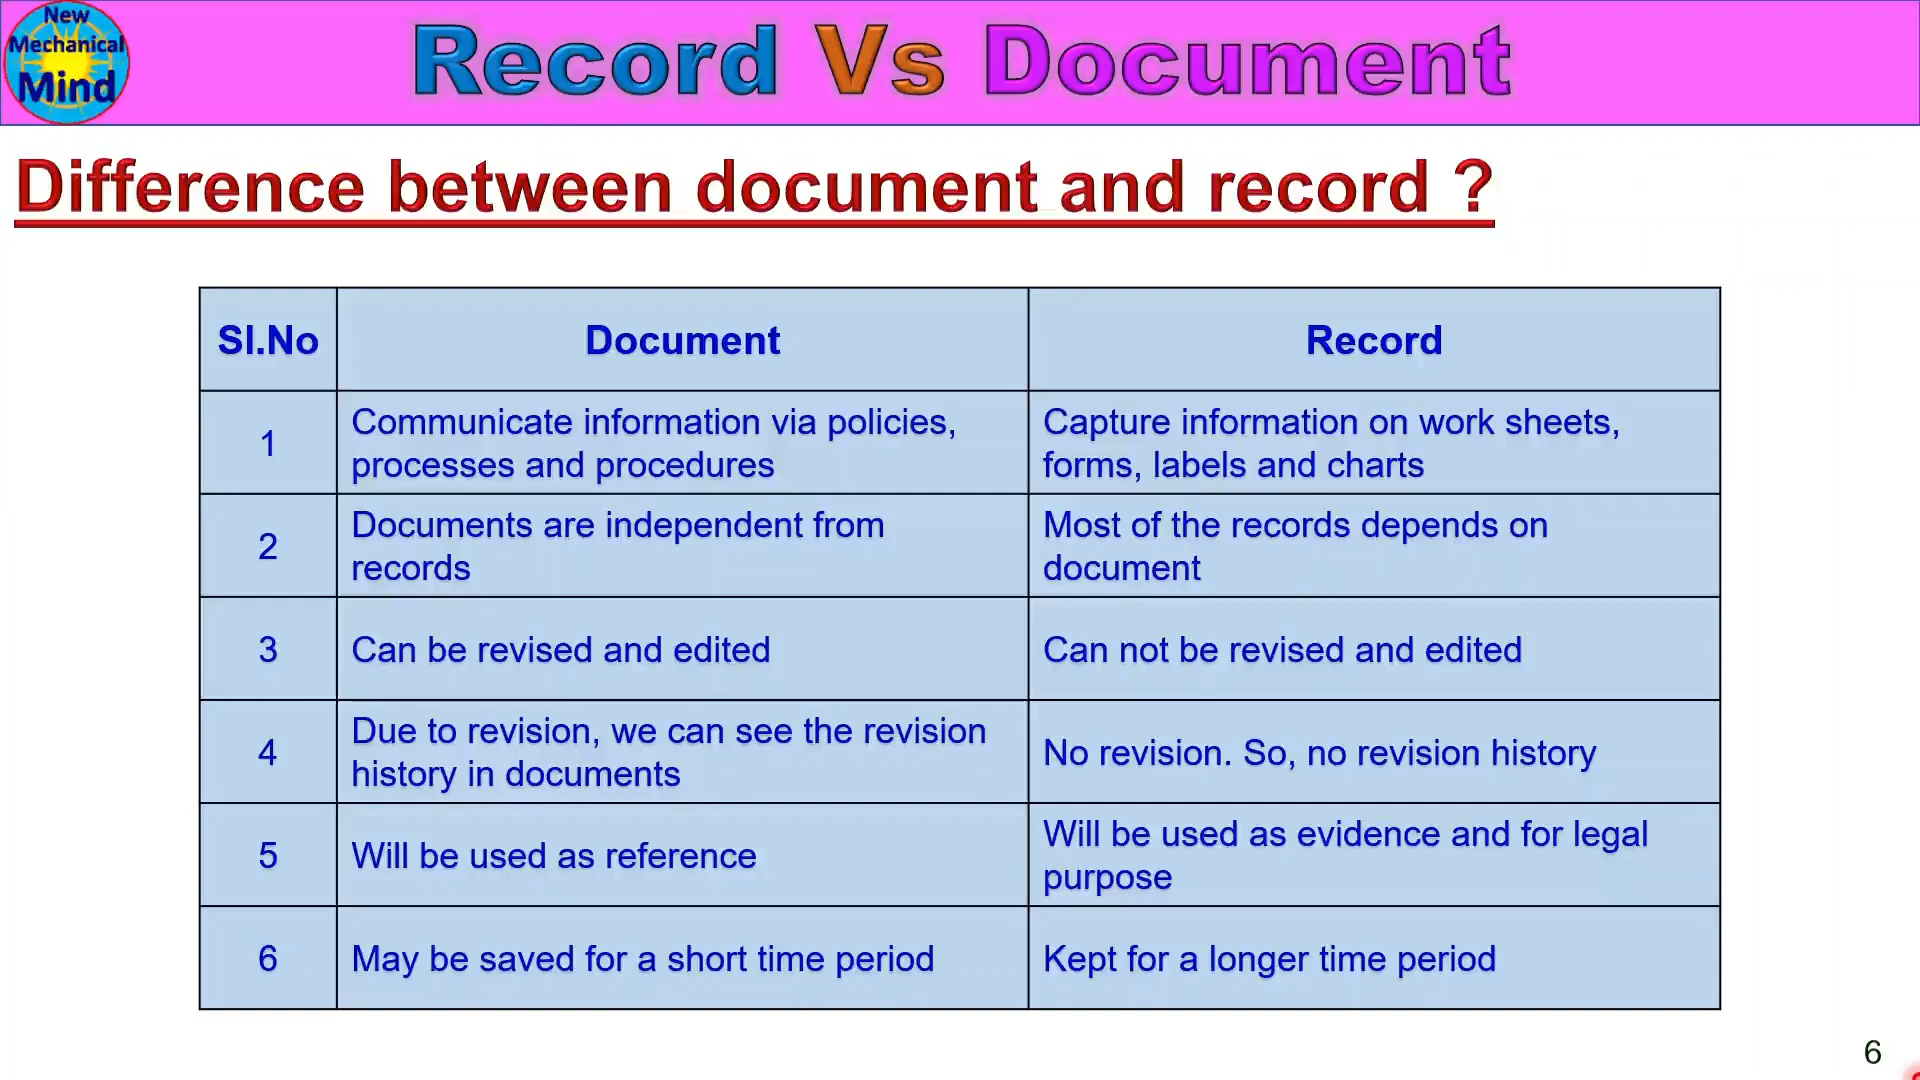 New
Mechanical
Mind
Record Vs Document
Difference between document and record ?
Sl.No Document Record
1 Communicate information via policies, processes and procedures Capture information on work sheets, forms, labels and charts
2 Documents are independent from records Most of the records depends on document
3 Can be revised and edited Can not be revised and edited
4 Due to revision, we can see the revision history in documents No revision. So, no revision history
5 Will be used as reference Will be used as evidence and for legal purpose
6 May be saved for a short time period Kept for a longer time period
6